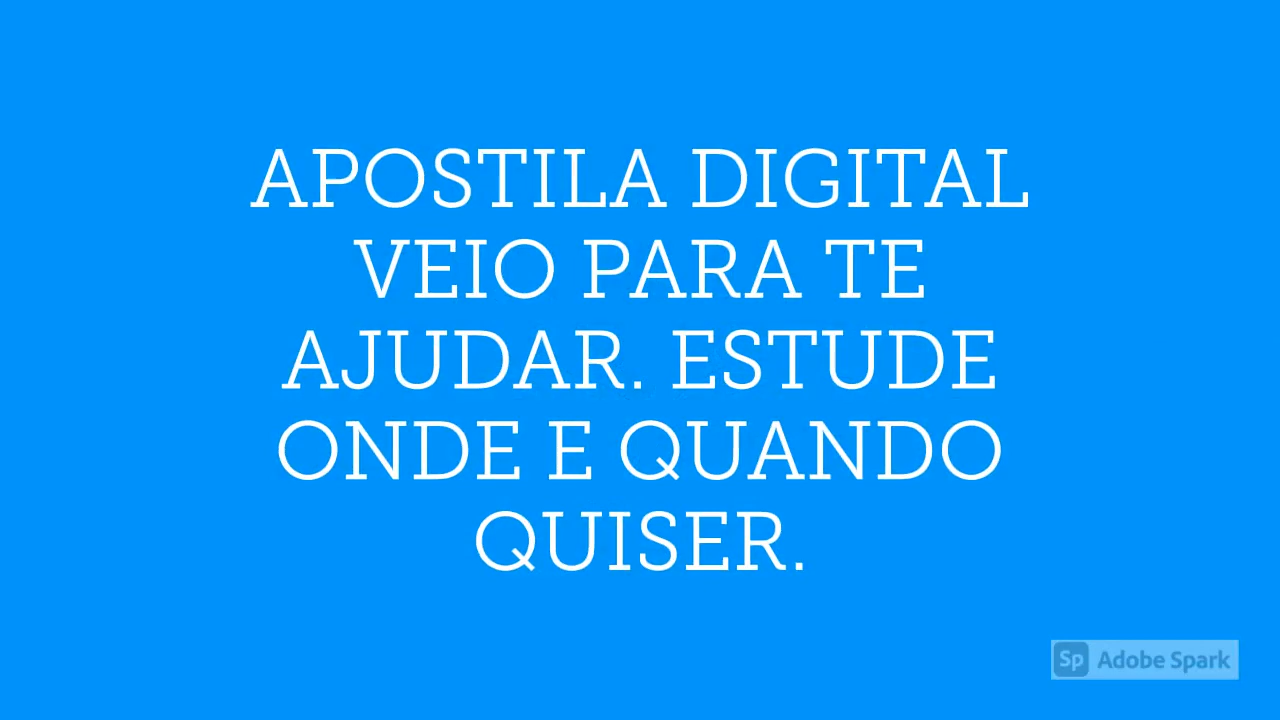 APOSTILA DIGITAL
VEIO PARA TE
AJUDAR. ESTUDE
ONDE E QUANDO
QUISER.
Sp Adobe Spark